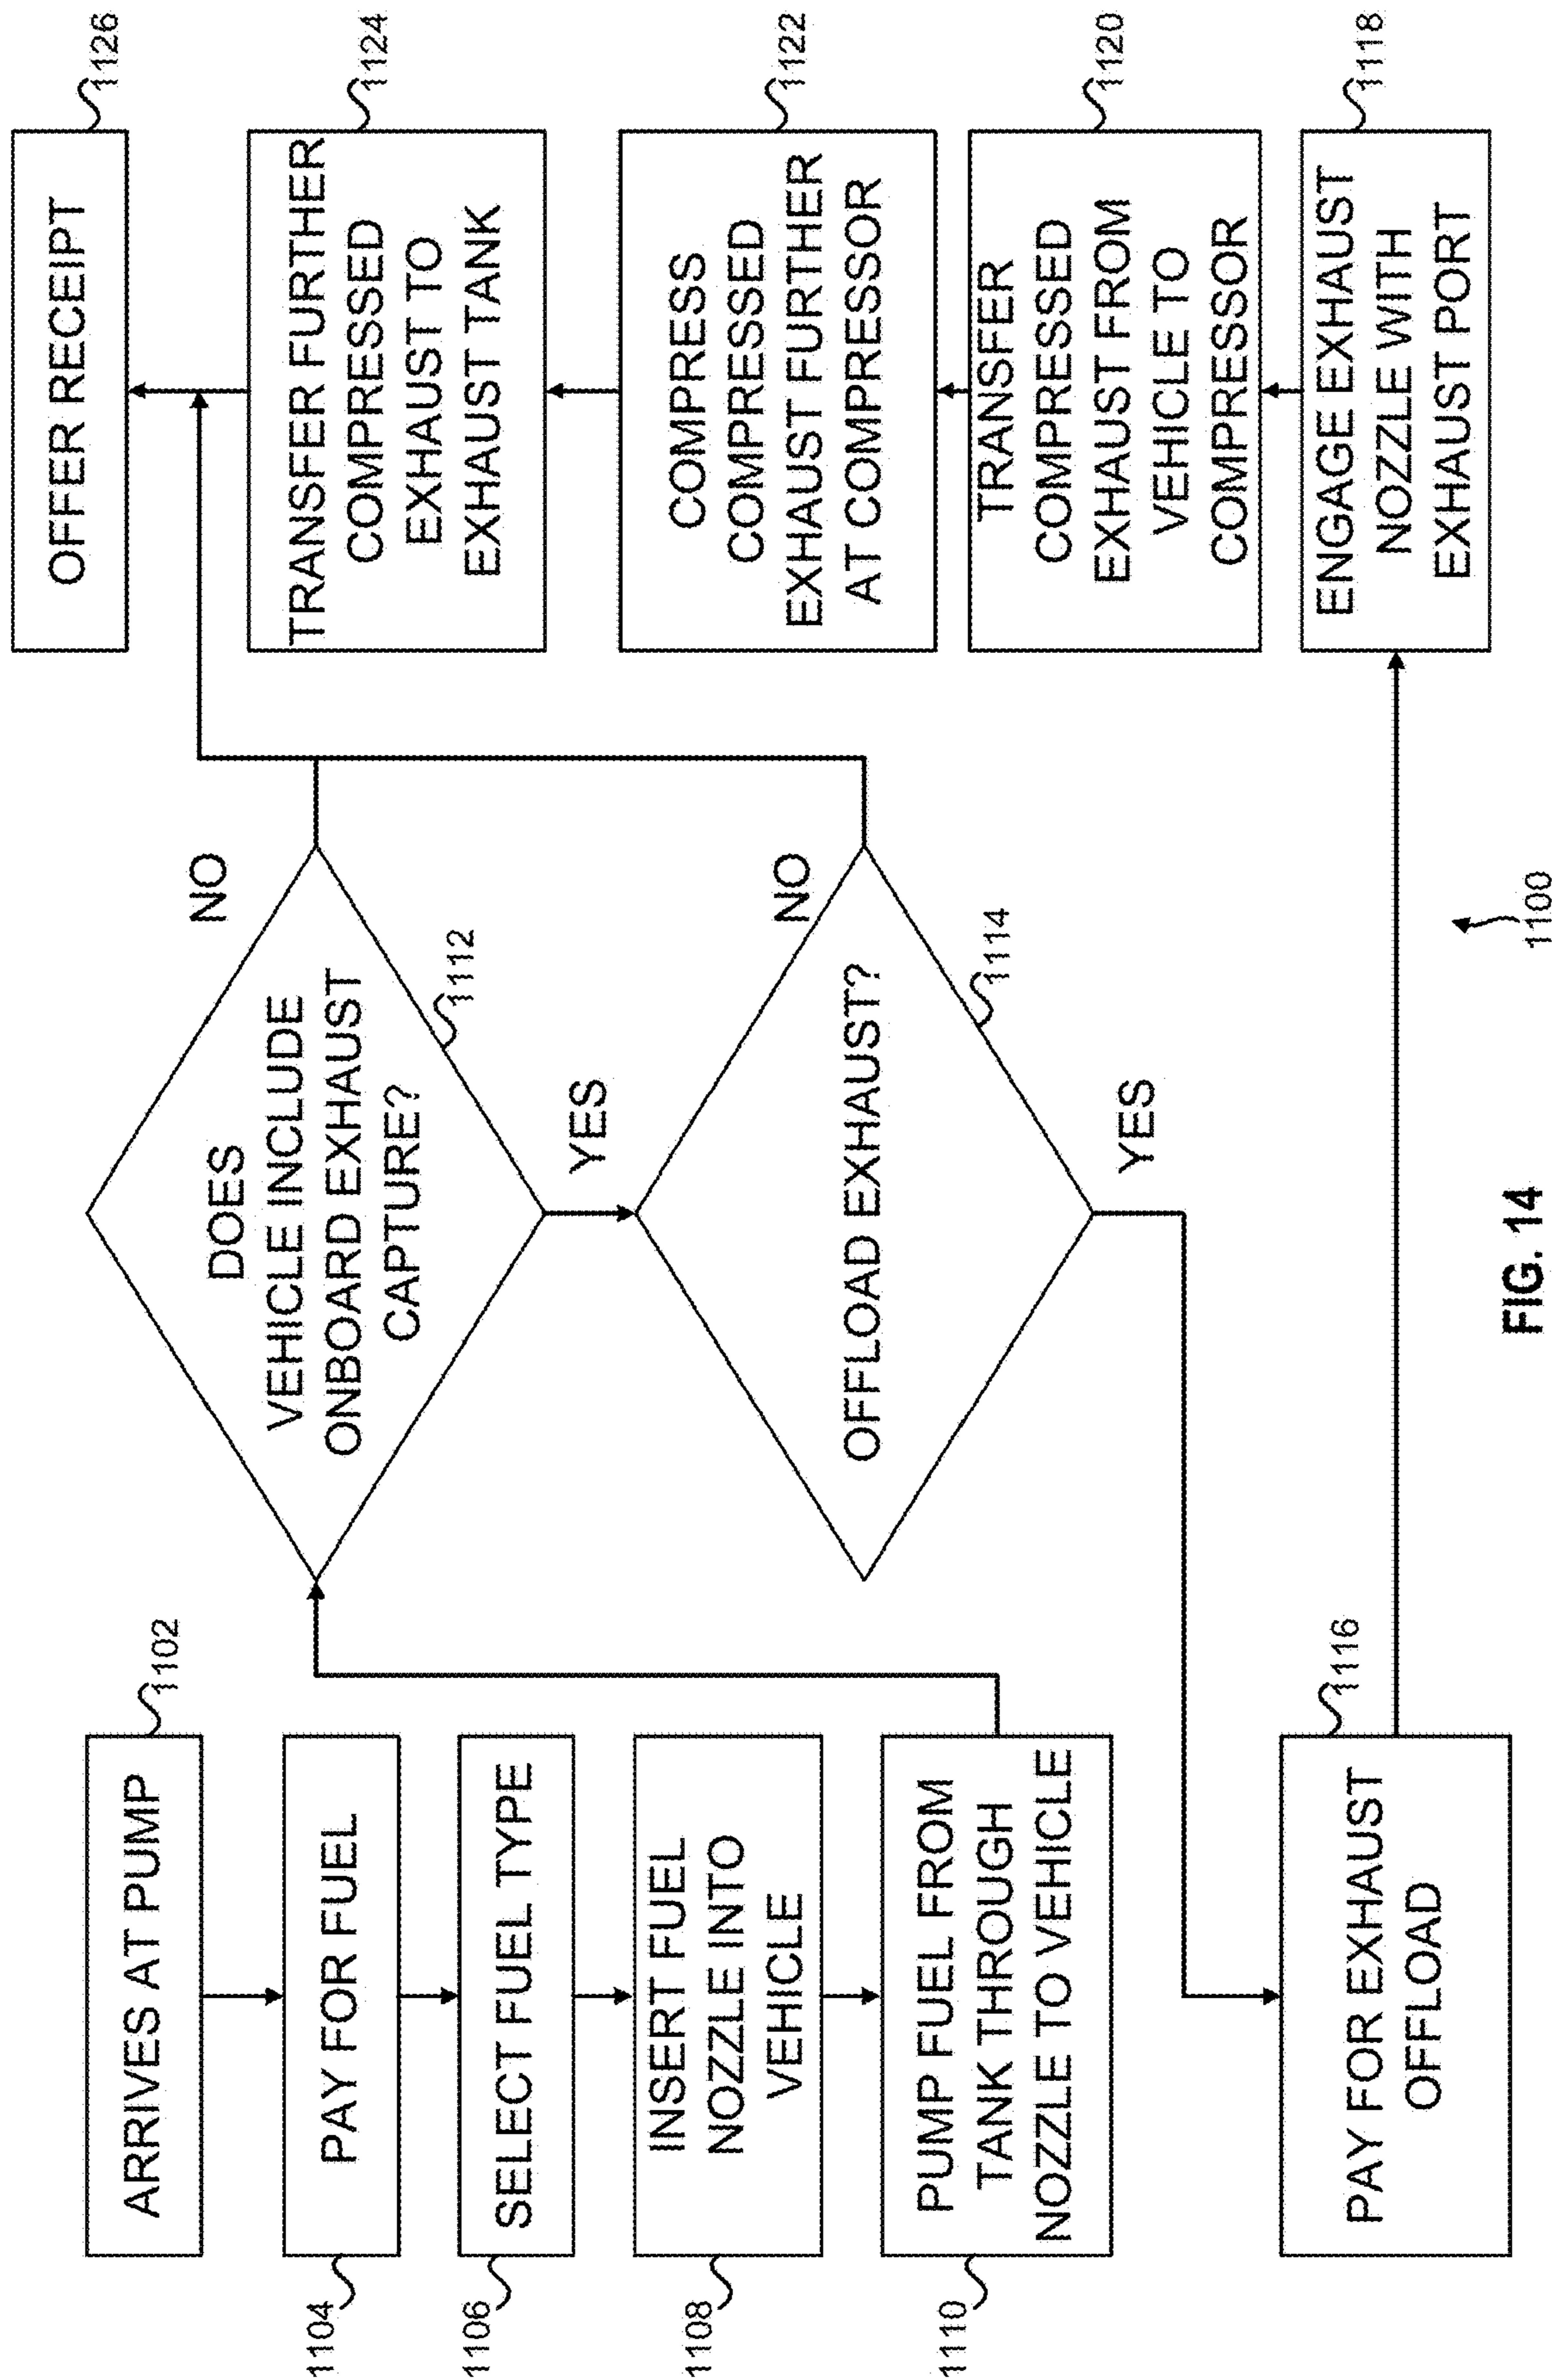 ARRIVES AT PUMP
1102
PAY FOR FUEL
1104
SELECT FUEL TYPE
1106
INSERT FUEL
NOZZLE INTO
VEHICLE
1108
PUMP FUEL FROM
TANK THROUGH
NOZZLE TO VEHICLE
1110
DOES
VEHICLE INCLUDE
ONBOARD EXHAUST
CAPTURE?
1112
NO
YES
OFFLOAD EXHAUST?
1114
NO
YES
PAY FOR EXHAUST
OFFLOAD
1116
ENGAGE EXHAUST
NOZZLE WITH
EXHAUST PORT
1118
TRANSFER
COMPRESSED
EXHAUST FROM
VEHICLE TO
COMPRESSOR
1120
COMPRESS
COMPRESSED
EXHAUST FURTHER
AT COMPRESSOR
1122
TRANSFER FURTHER
COMPRESSED
EXHAUST TO
EXHAUST TANK
1124
OFFER RECEIPT
1126
1100
FIG. 14